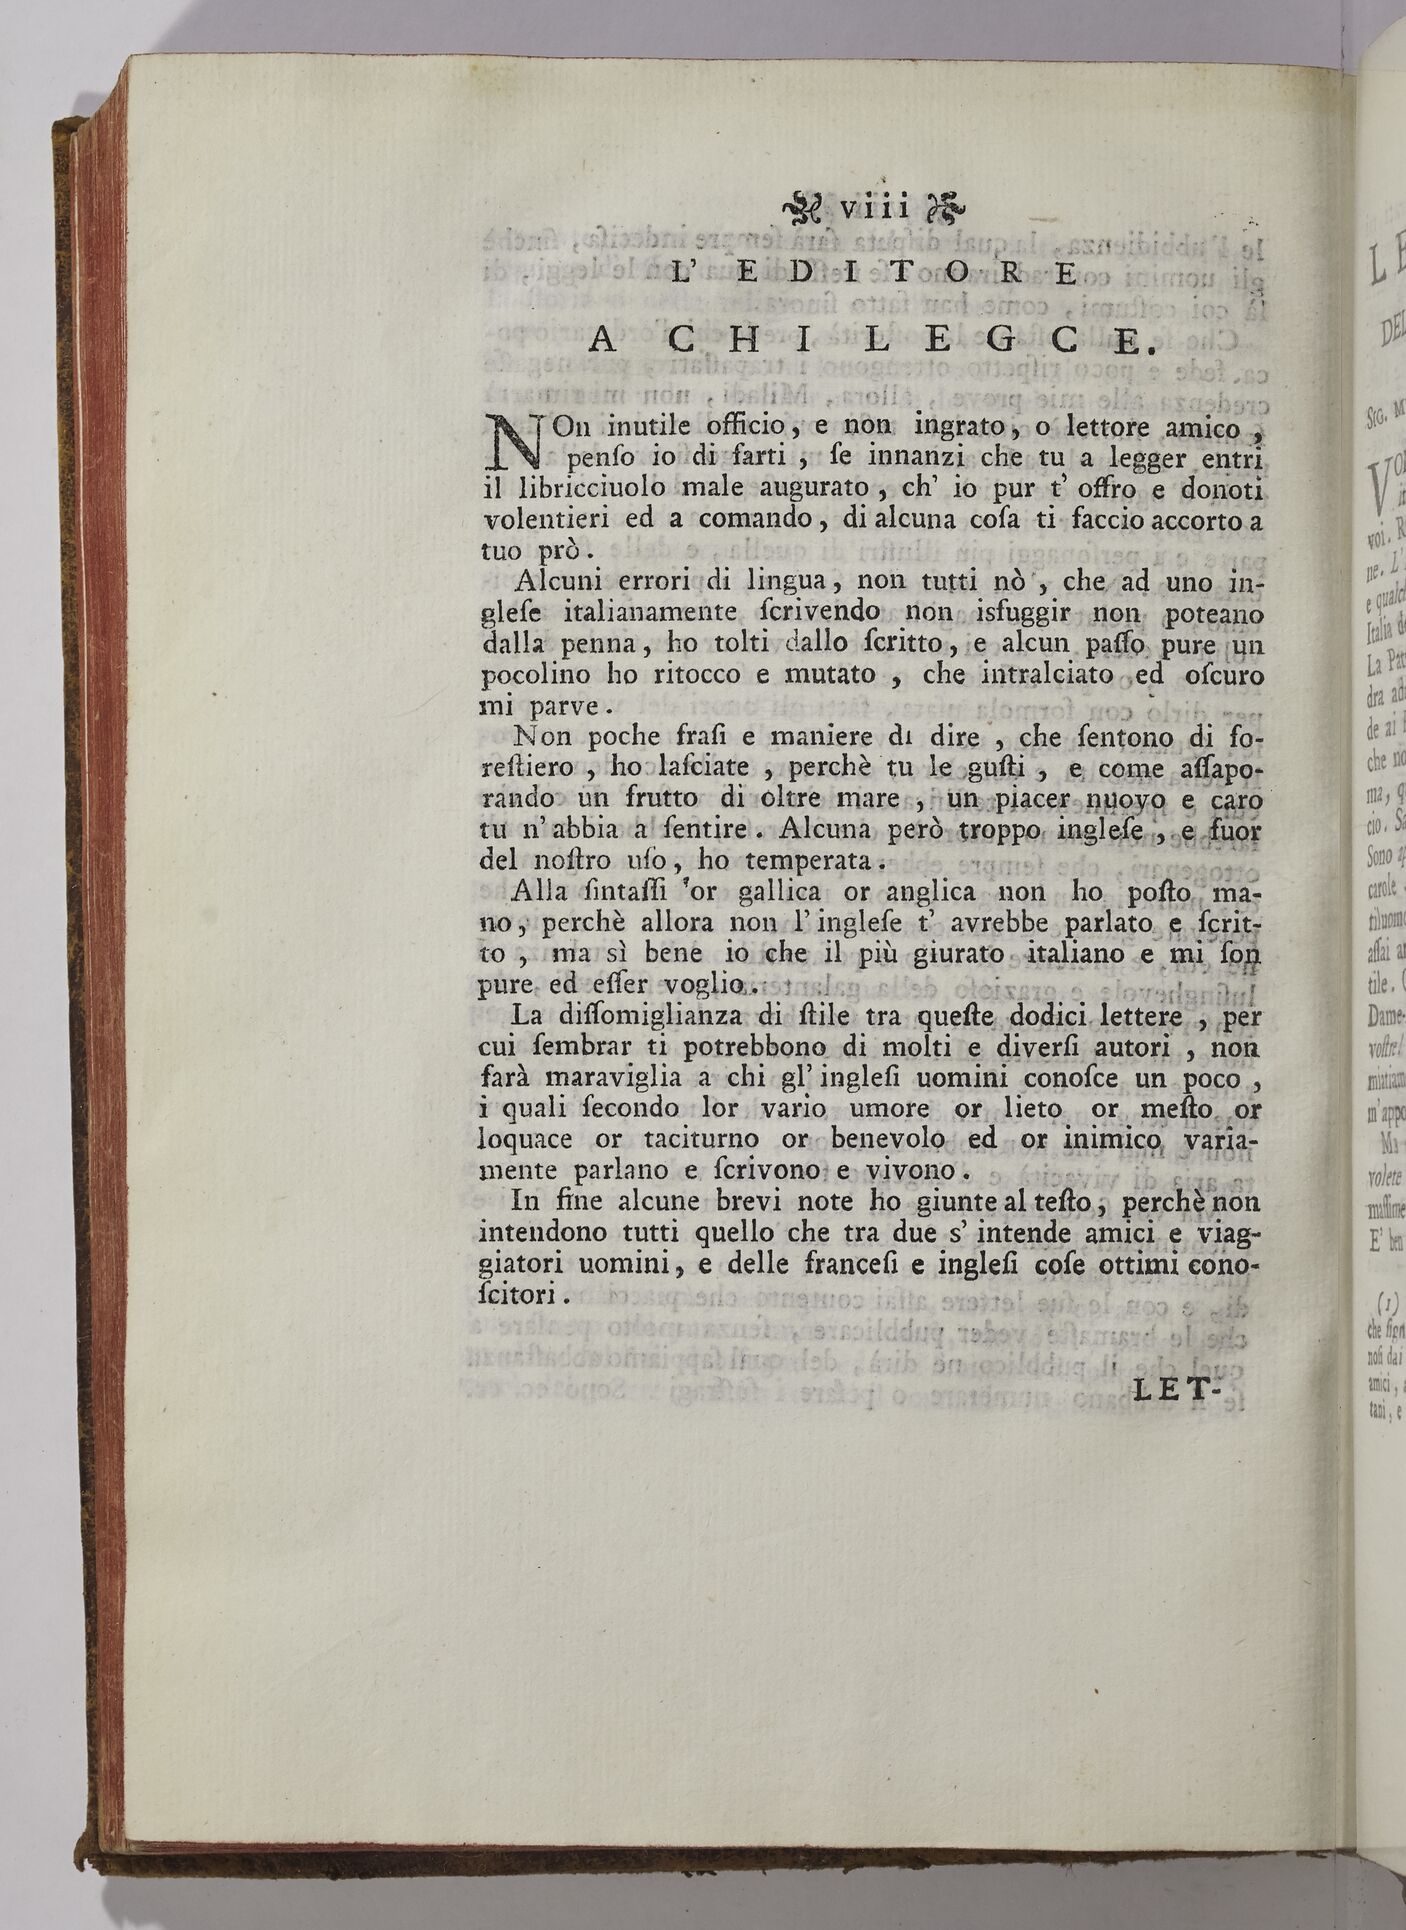 viii
L' EDITORE
A CHI LEGCE.
NOn inutile officio, e non ingrato, o lettore amico,
penſo io di farti, ſe innanzi che tu a legger entri
il libricciuolo male augurato, ch' io pur t' offro e donoti
volentieri ed a comando, di alcuna coſa ti faccio accorto a
tuo prò.
Alcuni errori di lingua, non tutti nò, che ad uno in-
gleſe italianamente ſcrivendo non isfuggir non poteano
dalla penna, ho tolti dallo ſcritto, e alcun paſſo pure un
pocolino ho ritocco e mutato, che intralciato ed oſcuro
mi parve.
Non poche fraſi e maniere di dire, che ſentono di fo-
reſtiero, ho laſciate, perchè tu le guſti, e come aſſapo-
rando un frutto di oltre mare, un piacer nuovo e caro
tu n' abbia a ſentire. Alcuna però troppo ingleſe, e fuor
del noſtro uſo, ho temperata.
Alla ſintaſſi or gallica or anglica non ho poſto ma-
no, perchè allora non l' ingleſe t' avrebbe parlato e ſcrit-
to, ma sì bene io che il più giurato italiano e mi ſon
pure ed eſſer voglio.
La diſſomiglianza di ſtile tra queſte dodici lettere, per
cui ſembrar ti potrebbono di molti e diverſi autori, non
farà maraviglia a chi gl' ingleſi uomini conoſce un poco,
i quali ſecondo lor vario umore or lieto or meſto or
loquace or taciturno or benevolo ed or inimico varia-
mente parlano e ſcrivono e vivono.
In fine alcune brevi note ho giunte al teſto, perchè non
intendono tutti quello che tra due s' intende amici e viag-
giatori uomini, e delle franceſi e ingleſi coſe ottimi cono-
ſcitori.
LET-